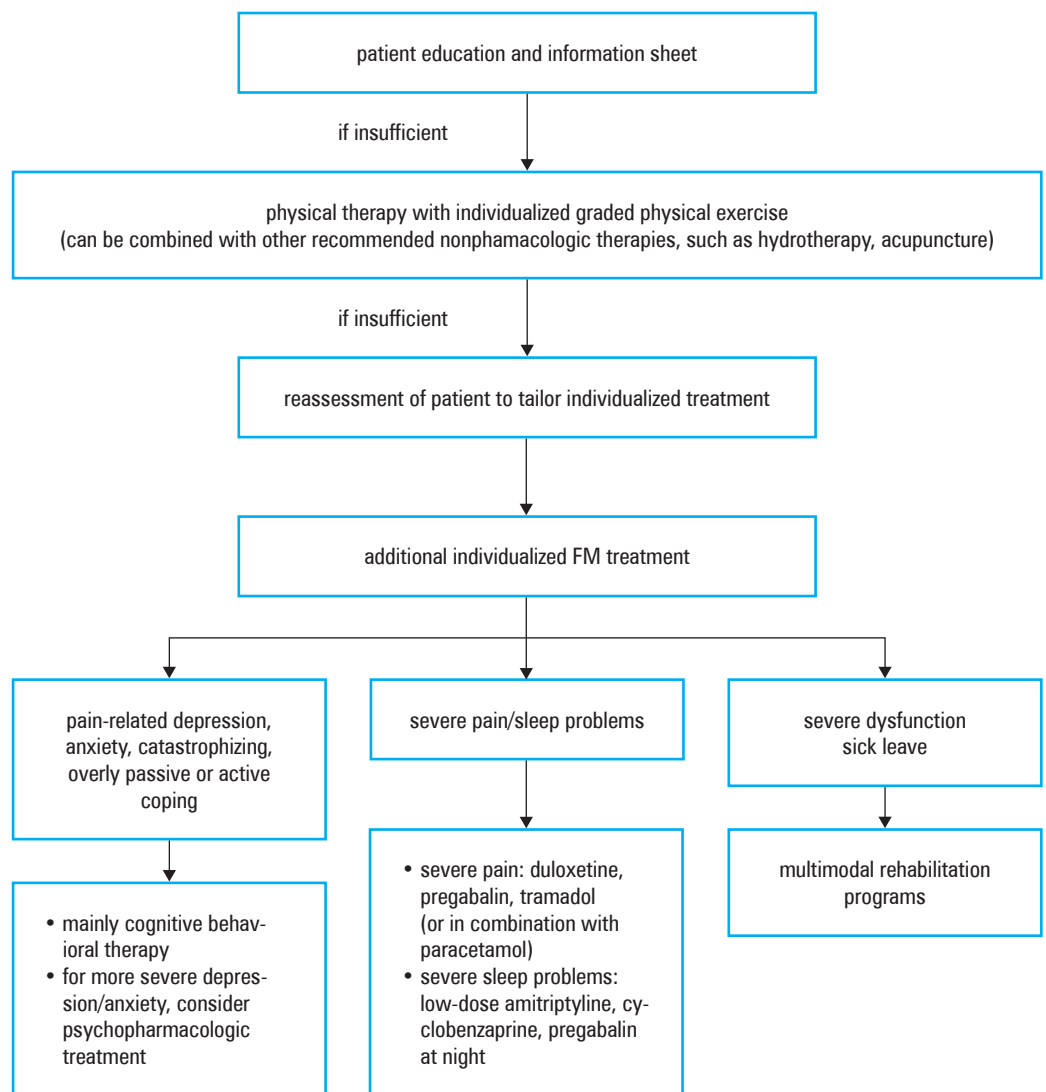 patient education and information sheet
if insufficient
physical therapy with individualized graded physical exercise
(can be combined with other recommended nonphamacologic therapies, such as hydrotherapy, acupuncture)
if insufficient
reassessment of patient to tailor individualized treatment
additional individualized FM treatment
pain-related depression,
anxiety, catastrophizing,
overly passive or active
coping
severe pain/sleep problems
severe dysfunction
sick leave
• mainly cognitive behav-
ioral therapy
• for more severe depres-
sion/anxiety, consider
psychopharmacologic
treatment
• severe pain: duloxetine,
pregabalin, tramadol
(or in combination with
paracetamol)
• severe sleep problems:
low-dose amitriptyline, cy-
clobenzaprine, pregabalin
at night
multimodal rehabilitation
programs